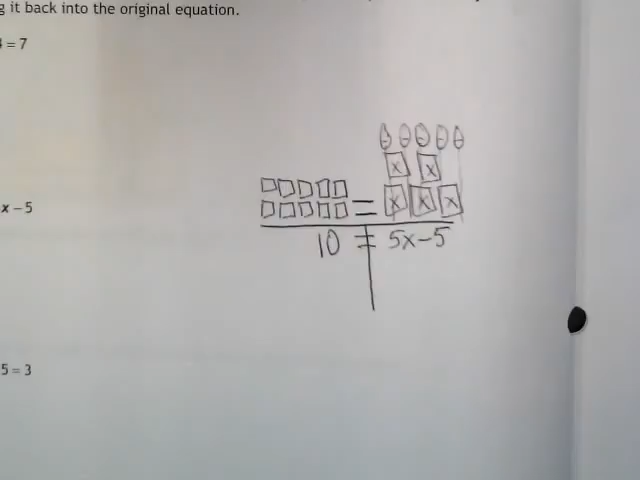 it back into the original equation.
= 7
x – 5
x x
= x x x
10 = 5x–5
5 = 3